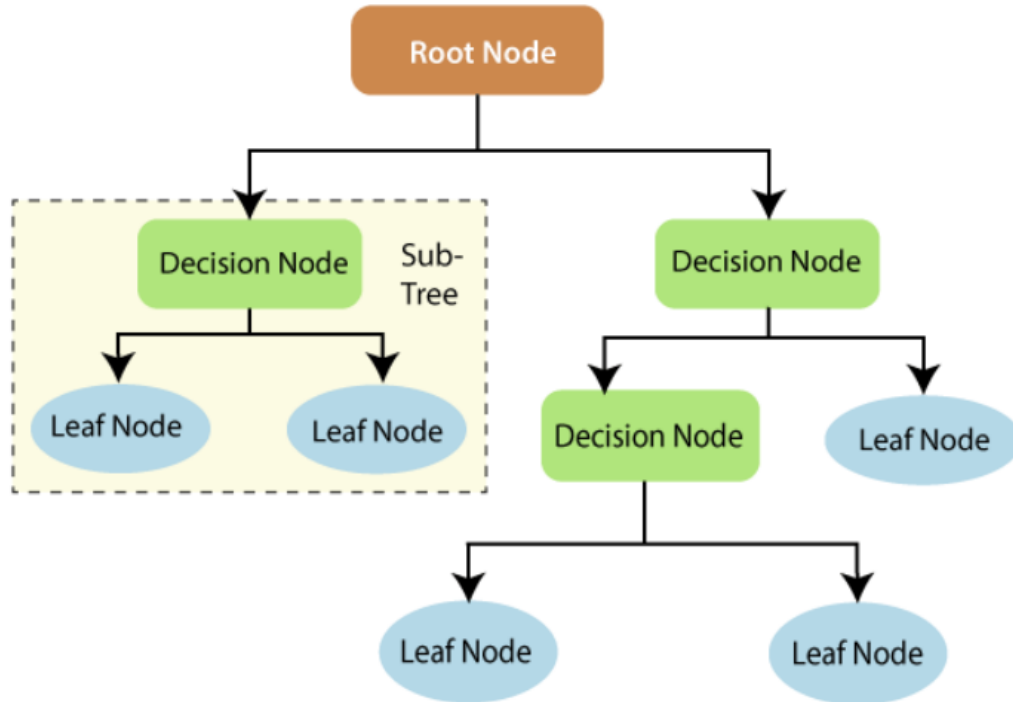 Root Node
Decision Node
Sub-
Tree
Decision Node
Leaf Node
Leaf Node
Decision Node
Leaf Node
Leaf Node
Leaf Node